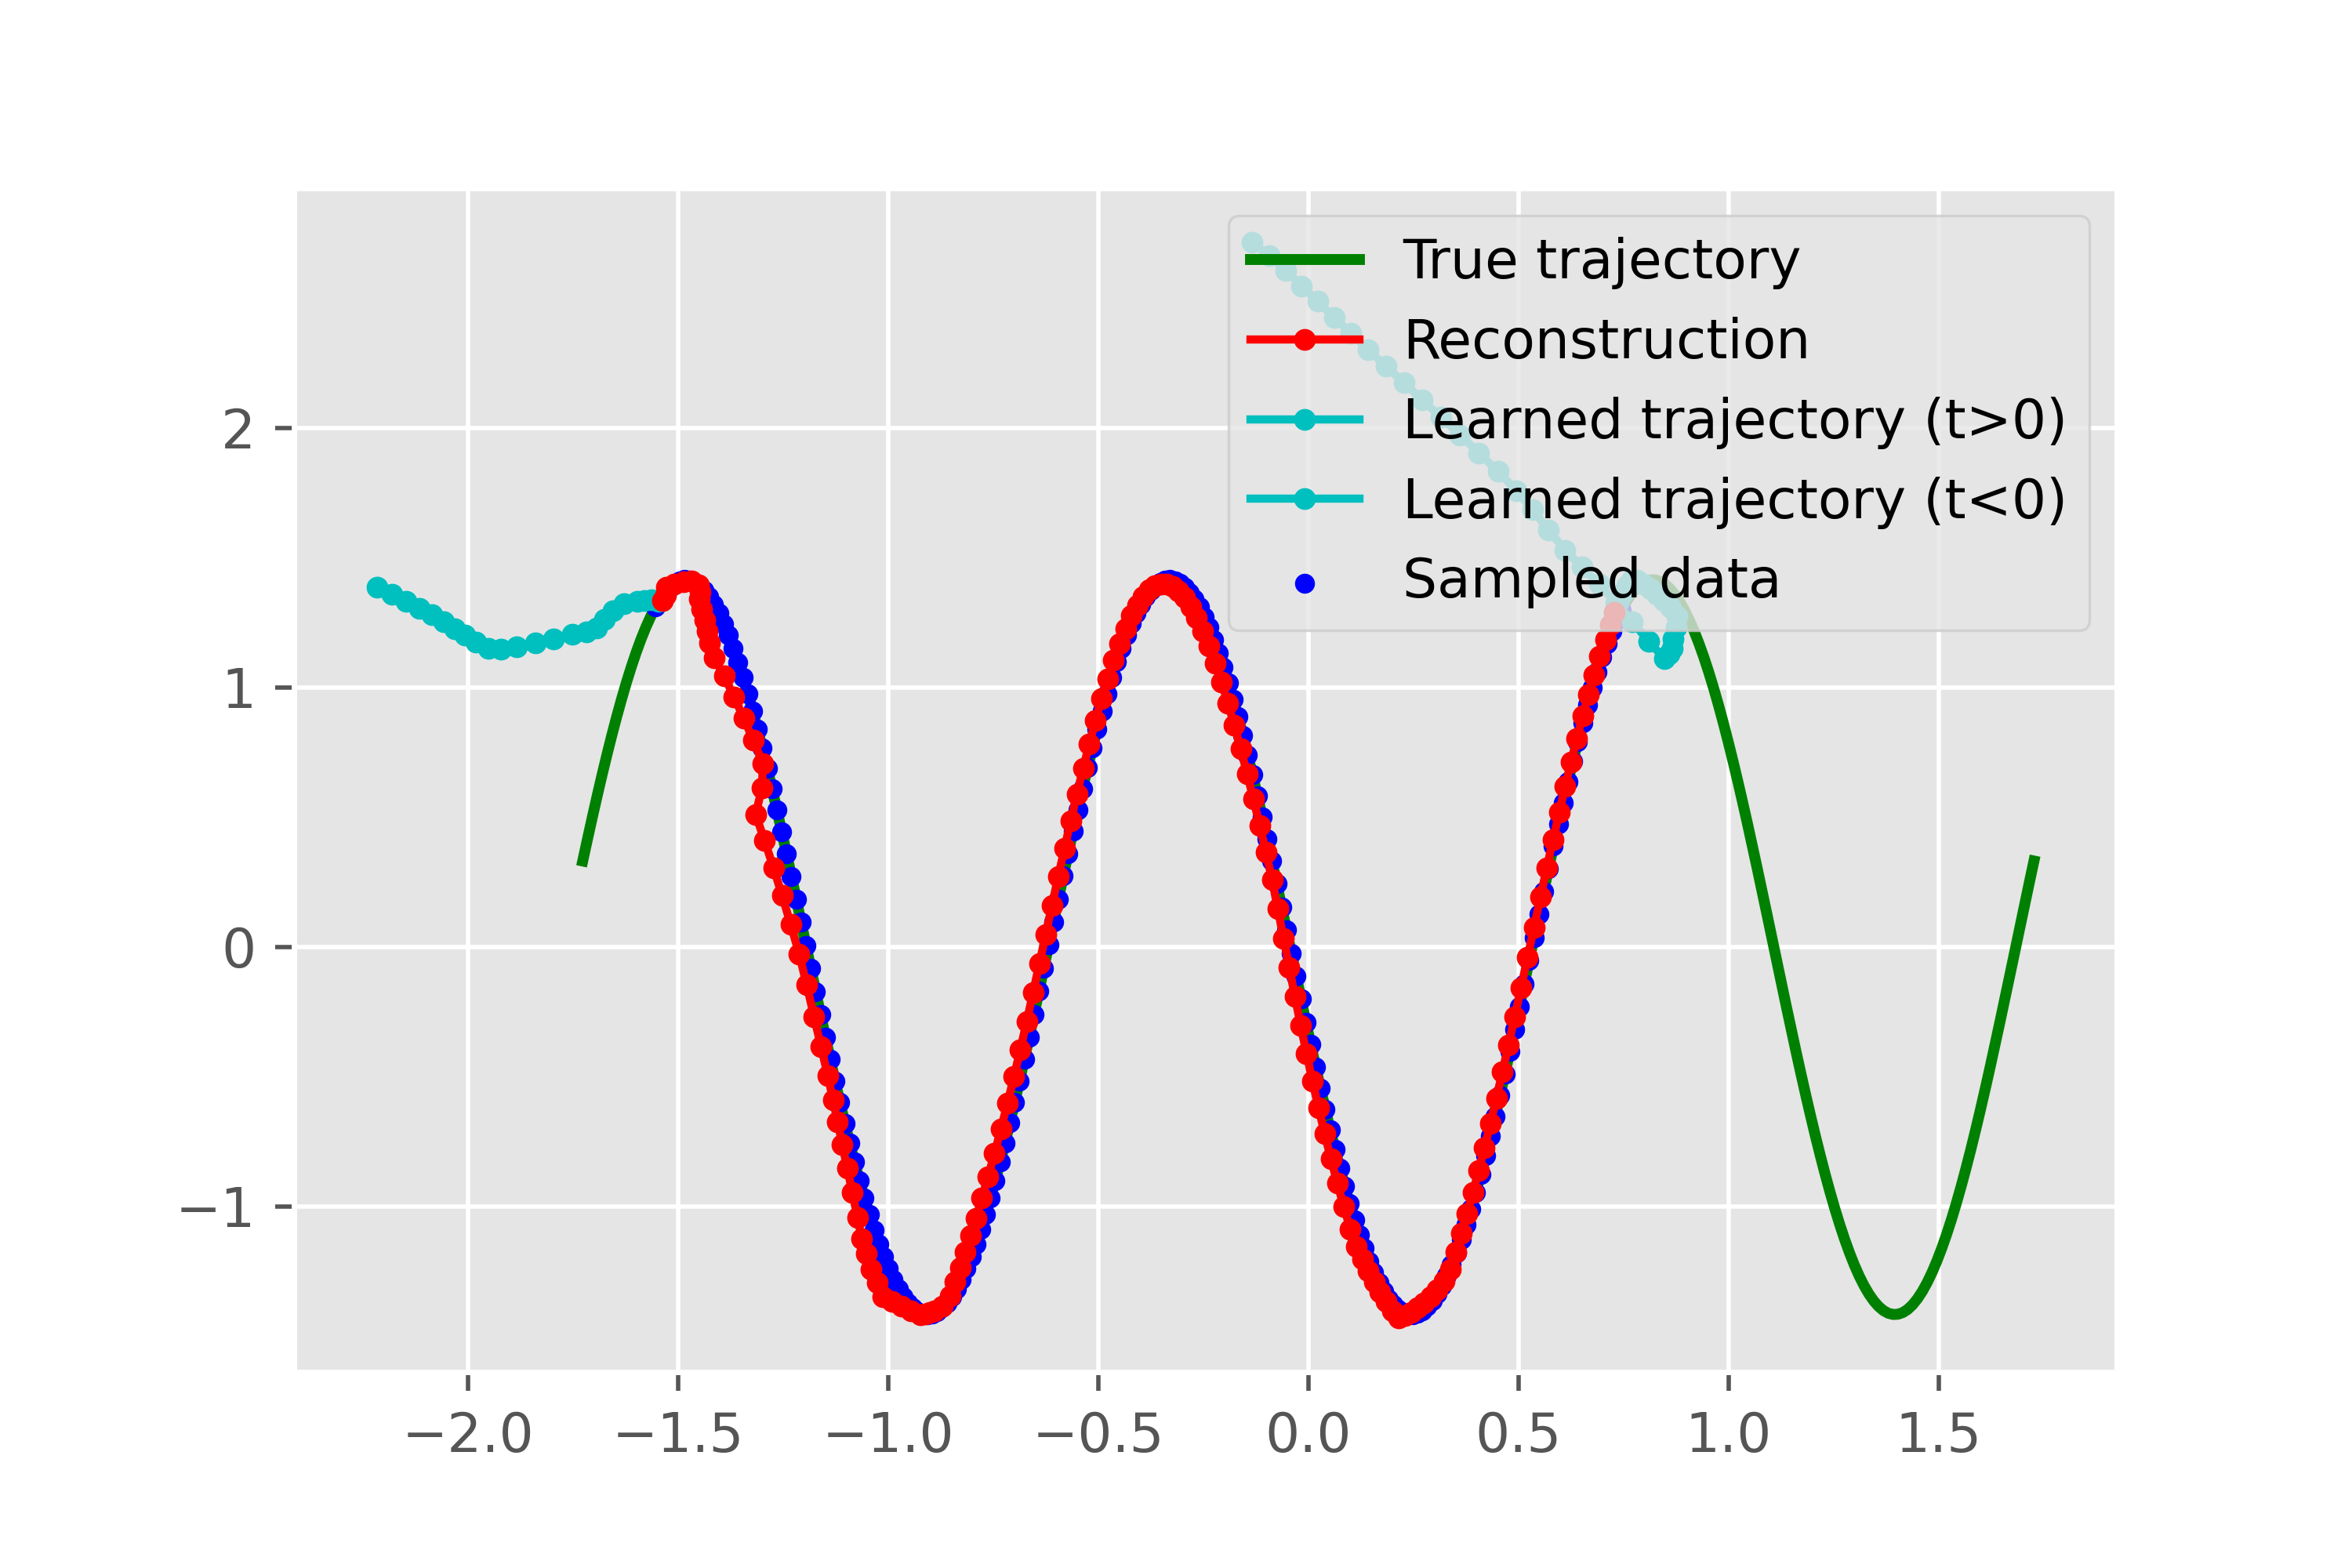 True trajectory
Reconstruction
Learned trajectory (t>0)
Learned trajectory (t<0)
Sampled data
2
1
0
−1
−2.0 −1.5 −1.0 −0.5 0.0 0.5 1.0 1.5